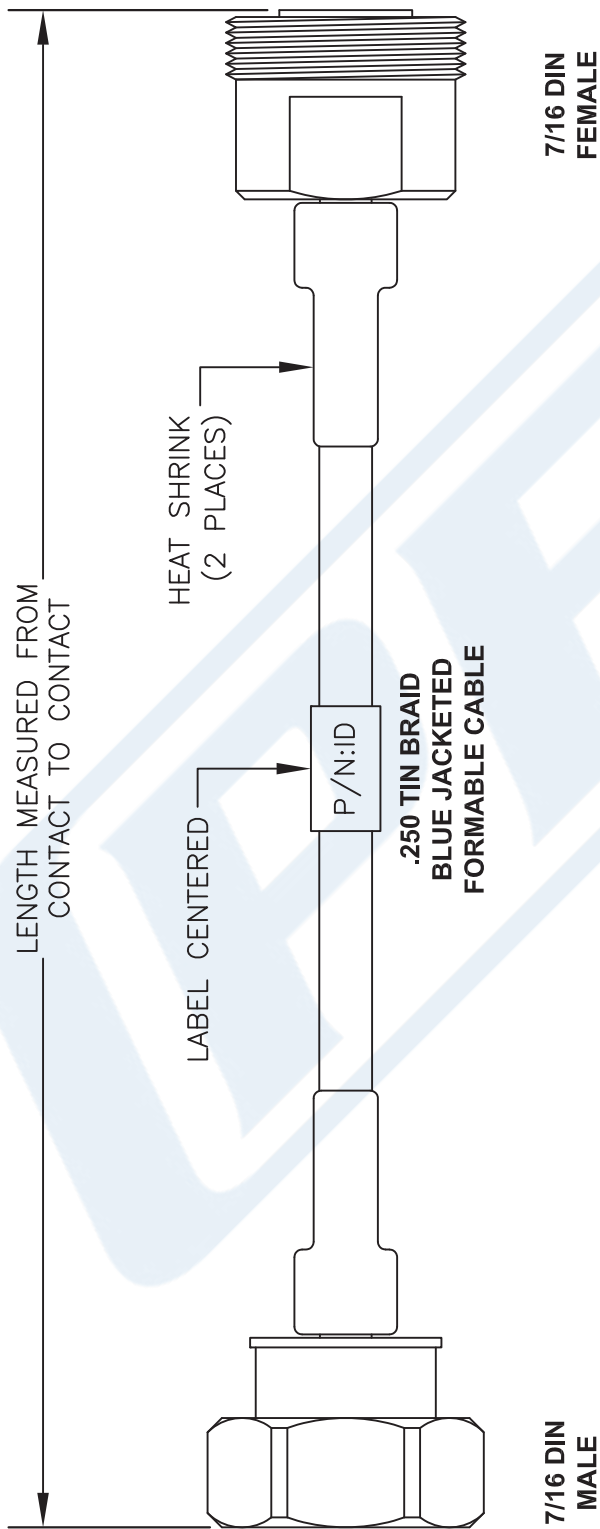 LENGTH MEASURED FROM
CONTACT TO CONTACT
LABEL CENTERED
HEAT SHRINK
(2 PLACES)
P/N:ID
.250 TIN BRAID
BLUE JACKETED
FORMABLE CABLE
7/16 DIN
MALE
7/16 DIN
FEMALE